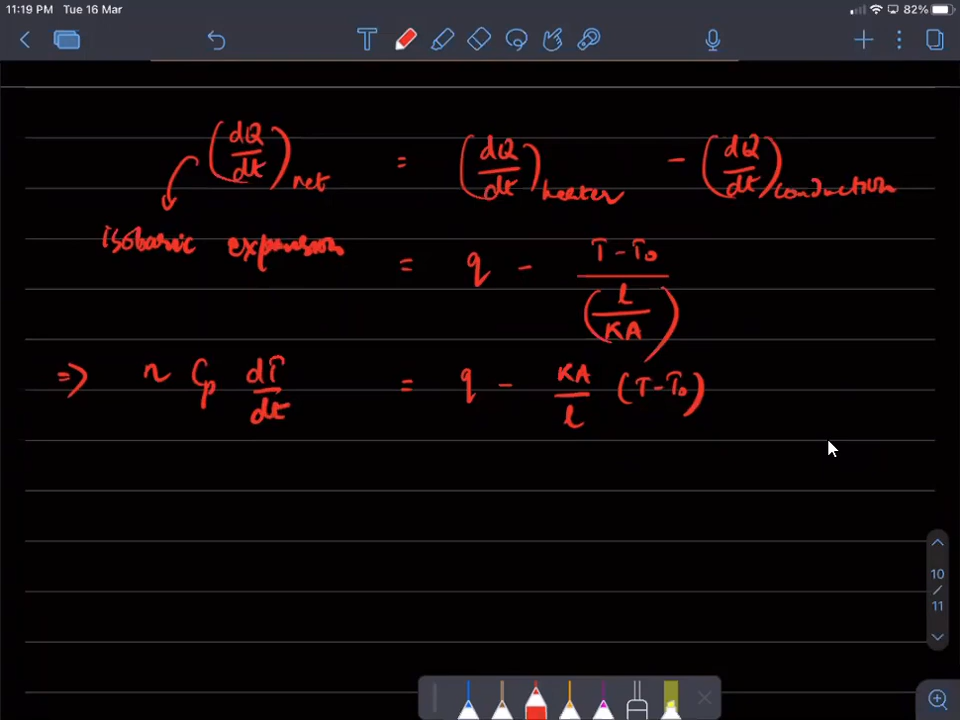 11:19 PM Tue 16 Mar 82%
(dQ/dt)net = (dQ/dt)heater - (dQ/dt)conduction
isobaric expansion = q - (T-T₀)/(l/KA)
=> n Cp dT/dt = q - KA/l (T-T₀)
10
/
11